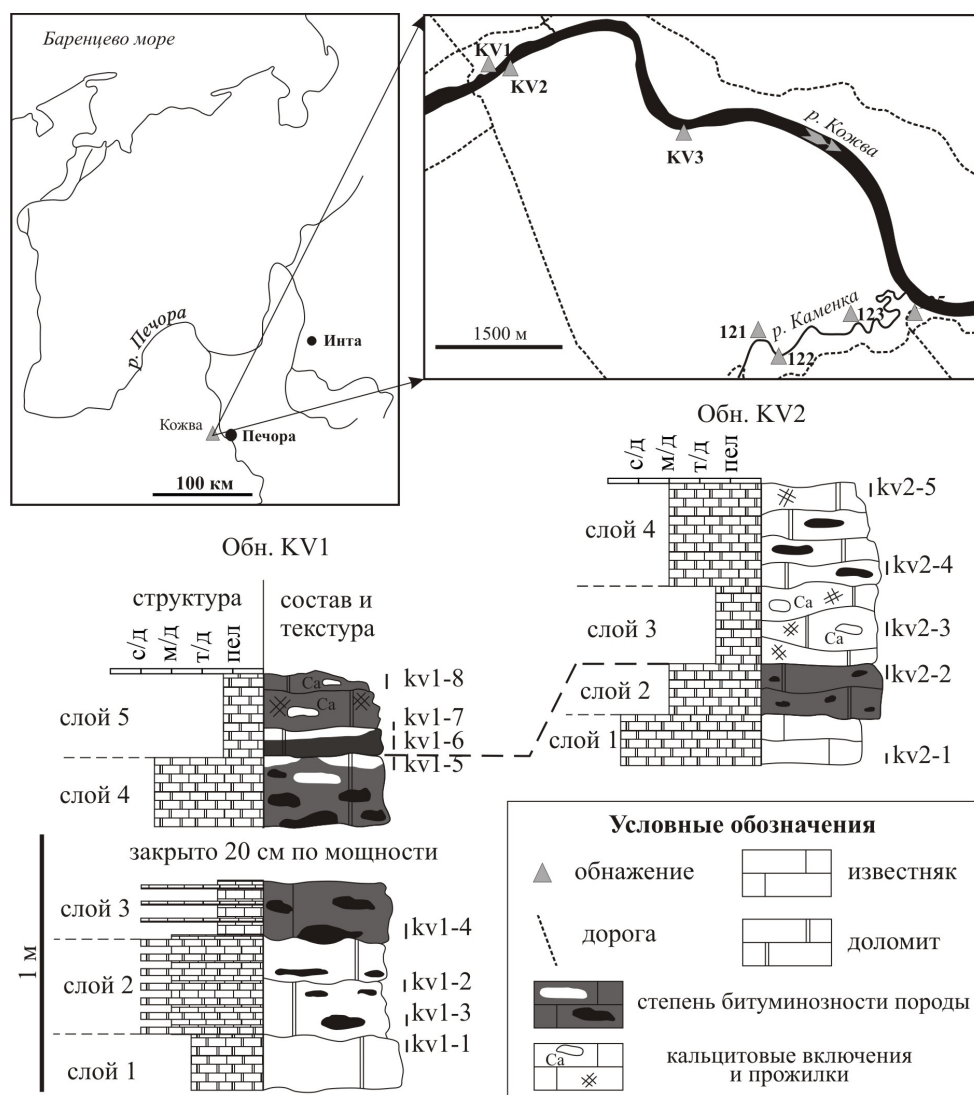 Баренцево море
р. Печора
Инта
Кожва
Печора
100 км
KV1
KV2
KV3
р. Кожва
р. Каменка
121
122
123
1500 м
Обн. KV2
с/д
м/д
т/д
пел
слой 4
слой 3
слой 2
слой 1
Ca
Ca
kv2-5
kv2-4
kv2-3
kv2-2
kv2-1
Обн. KV1
структура
состав и
текстура
с/д
м/д
т/д
пел
слой 5
слой 4
Ca
Ca
kv1-8
kv1-7
kv1-6
kv1-5
закрыто 20 см по мощности
1 м
слой 3
слой 2
слой 1
kv1-4
kv1-2
kv1-3
kv1-1
Условные обозначения
обнажение
известняк
дорога
доломит
степень битуминозности породы
Ca
кальцитовые включения
и прожилки